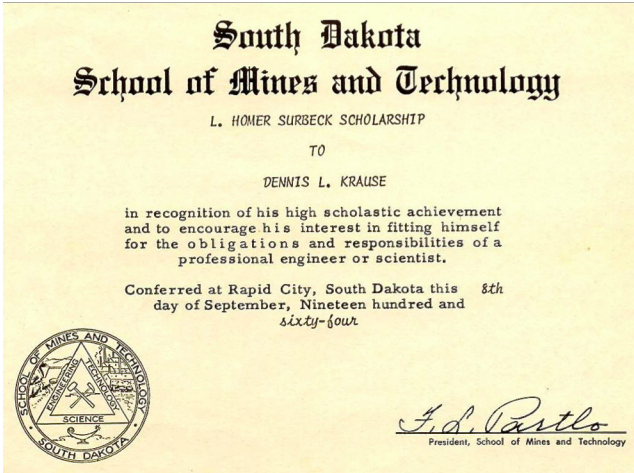 South Dakota
School of Mines and Technology
L. HOMER SURBECK SCHOLARSHIP
TO
DENNIS L. KRAUSE
in recognition of his high scholastic achievement
and to encourage his interest in fitting himself
for the obligations and responsibilities of a
professional engineer or scientist.
Conferred at Rapid City, South Dakota this 8th
day of September, Nineteen hundred and
sixty-four
SCHOOL OF MINES AND TECHNOLOGY
ENGINEERING
TECHNOLOGY
SCIENCE
SOUTH DAKOTA
F. L. Partlo
President, School of Mines and Technology